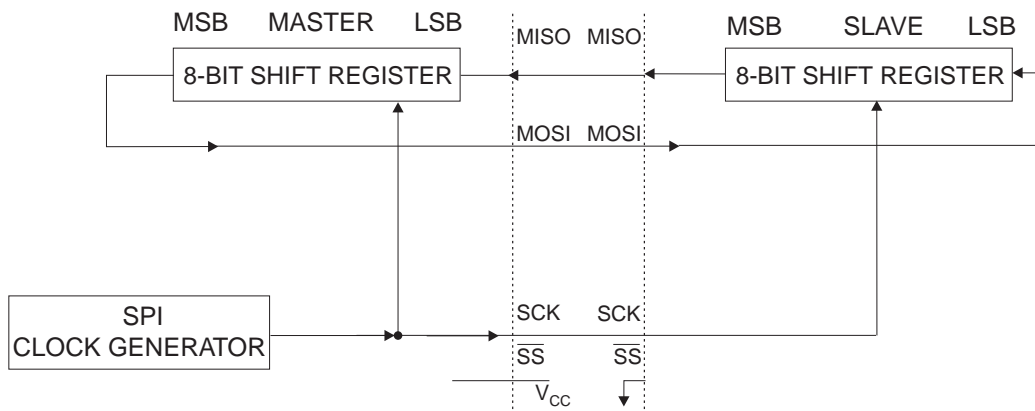 MSB MASTER LSB
MISO MISO
MSB SLAVE LSB
8-BIT SHIFT REGISTER
8-BIT SHIFT REGISTER
MOSI MOSI
SPI
CLOCK GENERATOR
SCK SCK
SS SS
VCC